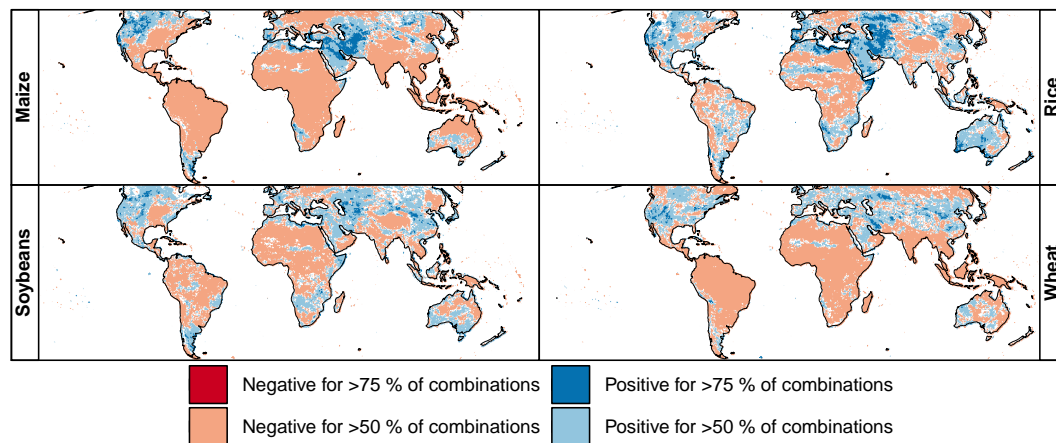 Maize
Rice
Soybeans
Wheat
Negative for >75 % of combinations
Positive for >75 % of combinations
Negative for >50 % of combinations
Positive for >50 % of combinations